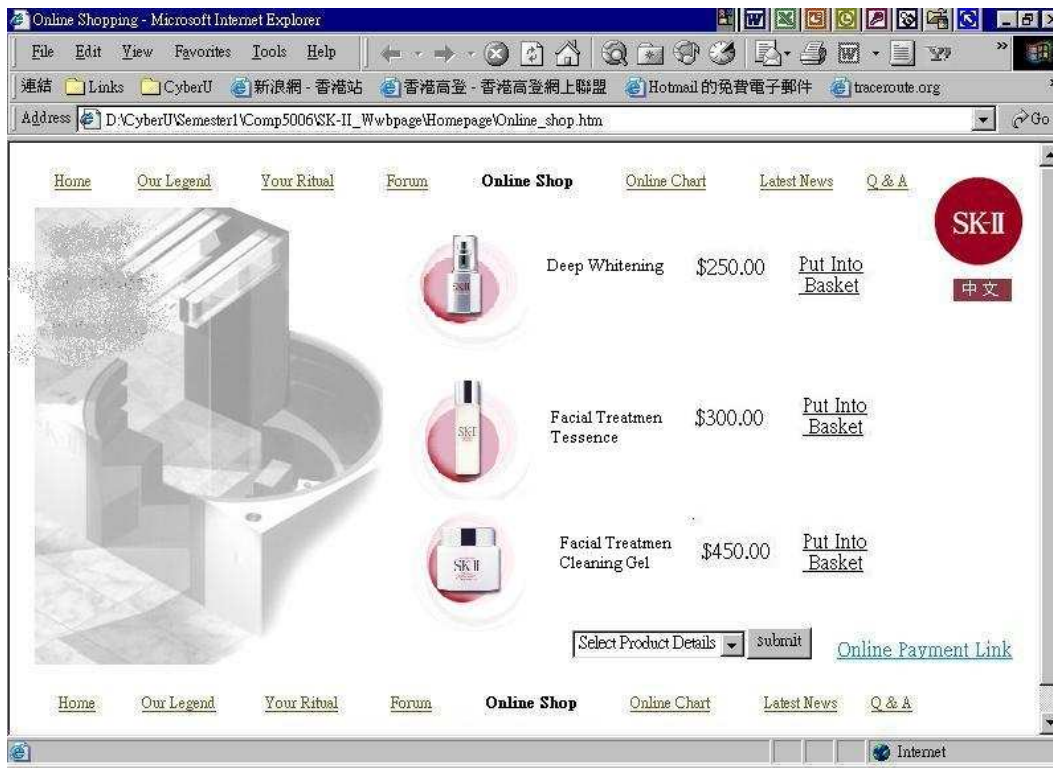 Online Shopping - Microsoft Internet Explorer
File Edit View Favorites Tools Help
連結 Links CyberU 新浪網 - 香港站 香港高登 - 香港高登網上聯盟 Hotmail 的免費電子郵件 traceroute.org
Address D:\CyberU\Semester1\Comp5006\SK-II_Wwbpage\Homepage\Online_shop.htm Go
Home Our Legend Your Ritual Forum Online Shop Online Chart Latest News Q & A
SK-II
中文
Deep Whitening $250.00 Put Into
Basket
Facial Treatmen $300.00 Put Into
Tessence Basket
Facial Treatmen $450.00 Put Into
Cleaning Gel Basket
Select Product Details submit Online Payment Link
Home Our Legend Your Ritual Forum Online Shop Online Chart Latest News Q & A
Internet